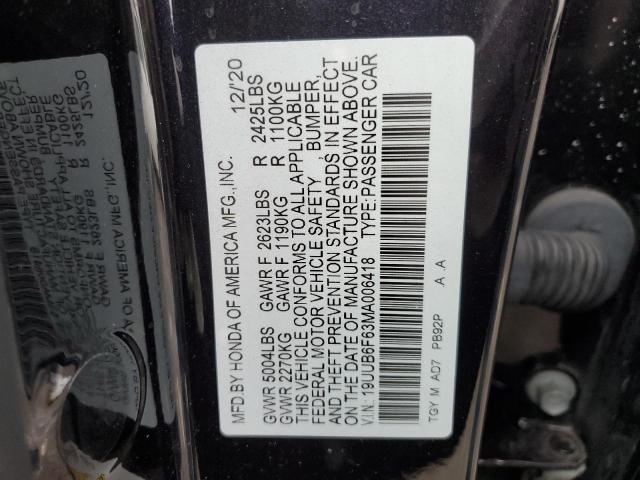 MFD.BY HONDA OF AMERICA MFG.,INC. 12/'20
GVWR 5004LBS GAWR F 2623LBS R 2425LBS
GVWR 2270KG GAWR F 1190KG R 1100KG
THIS VEHICLE CONFORMS TO ALL APPLICABLE
FEDERAL MOTOR VEHICLE SAFETY BUMPER,
AND THEFT PREVENTION STANDARDS IN EFFECT
ON THE DATE OF MANUFACTURE SHOWN ABOVE.
V.I.N.: 19UUB6F63MA006418 TYPE:PASSENGER CAR
TGY M AD7 PB92P A A